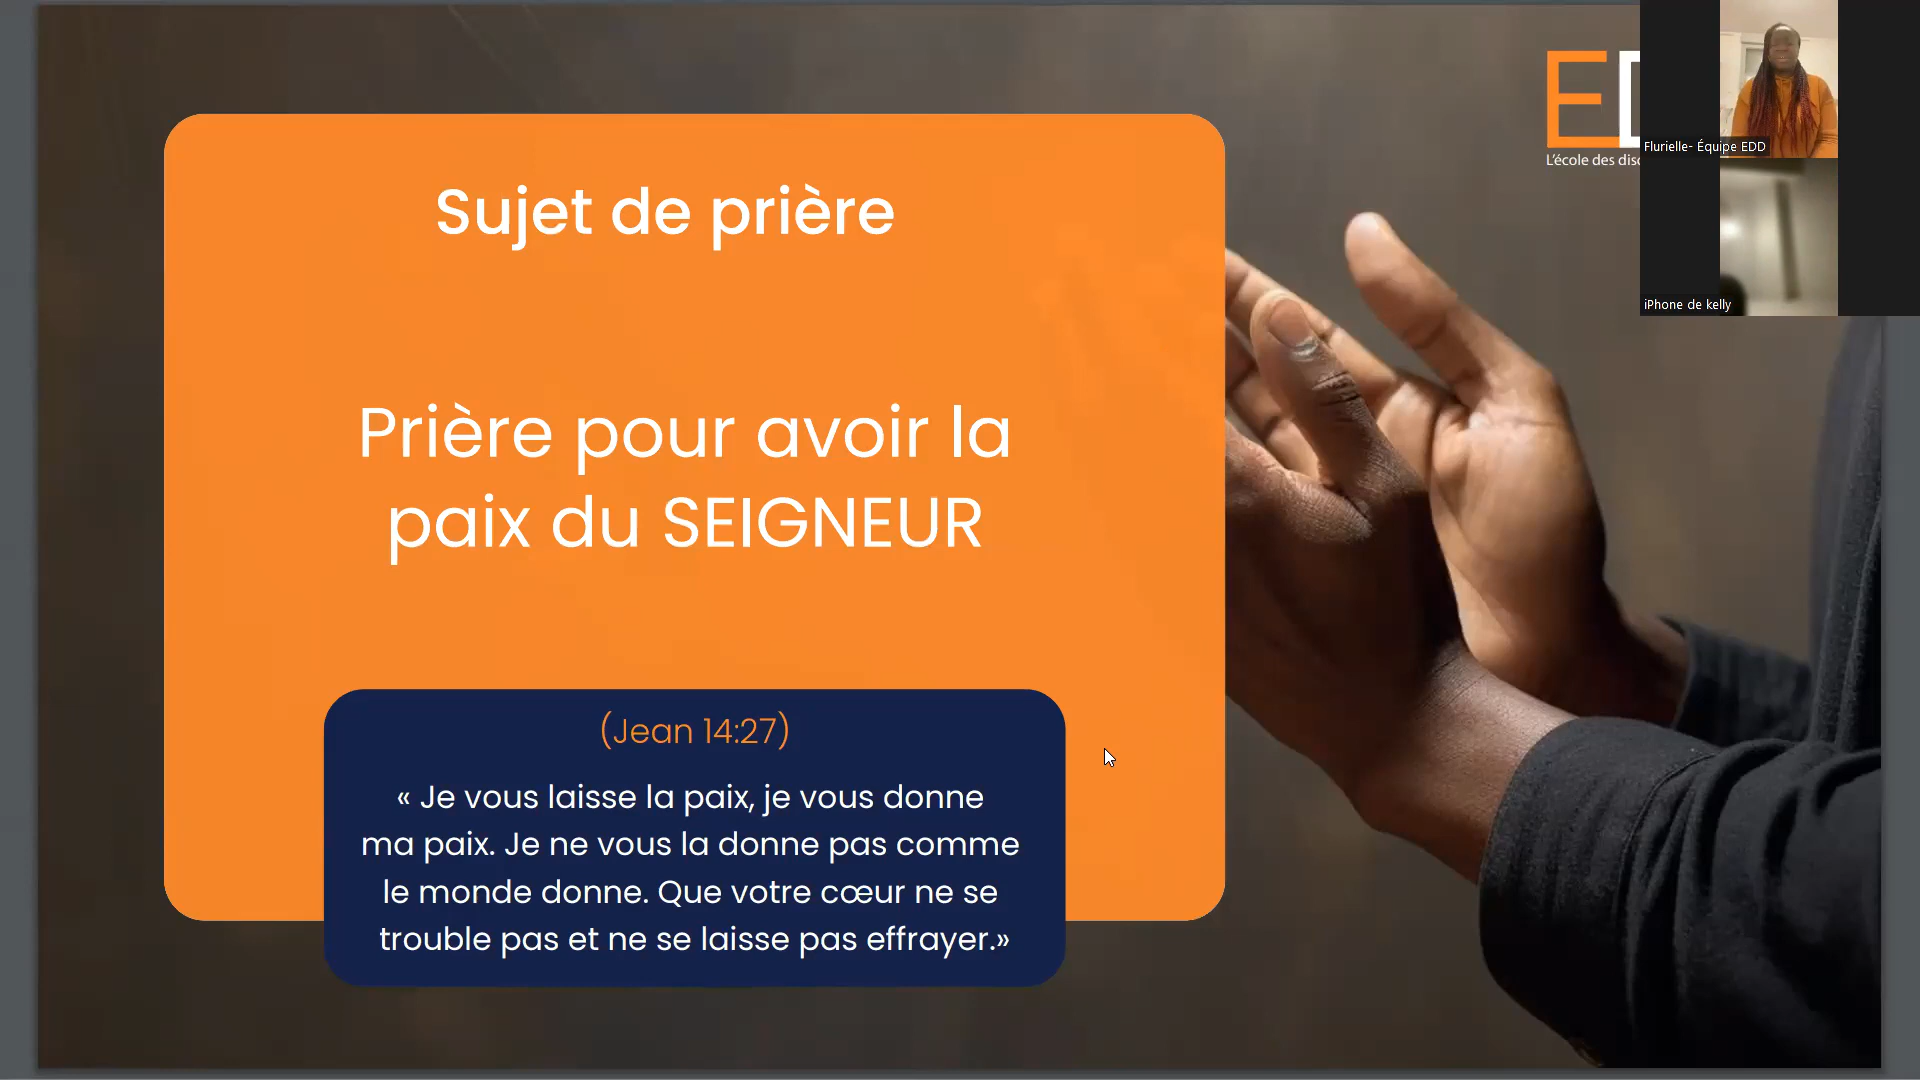 Sujet de prière
Prière pour avoir la
paix du SEIGNEUR
(Jean 14:27)
« Je vous laisse la paix, je vous donne
ma paix. Je ne vous la donne pas comme
le monde donne. Que votre cœur ne se
trouble pas et ne se laisse pas effrayer.»
ED
L'école des disc
Flurielle- Équipe EDD
iPhone de kelly